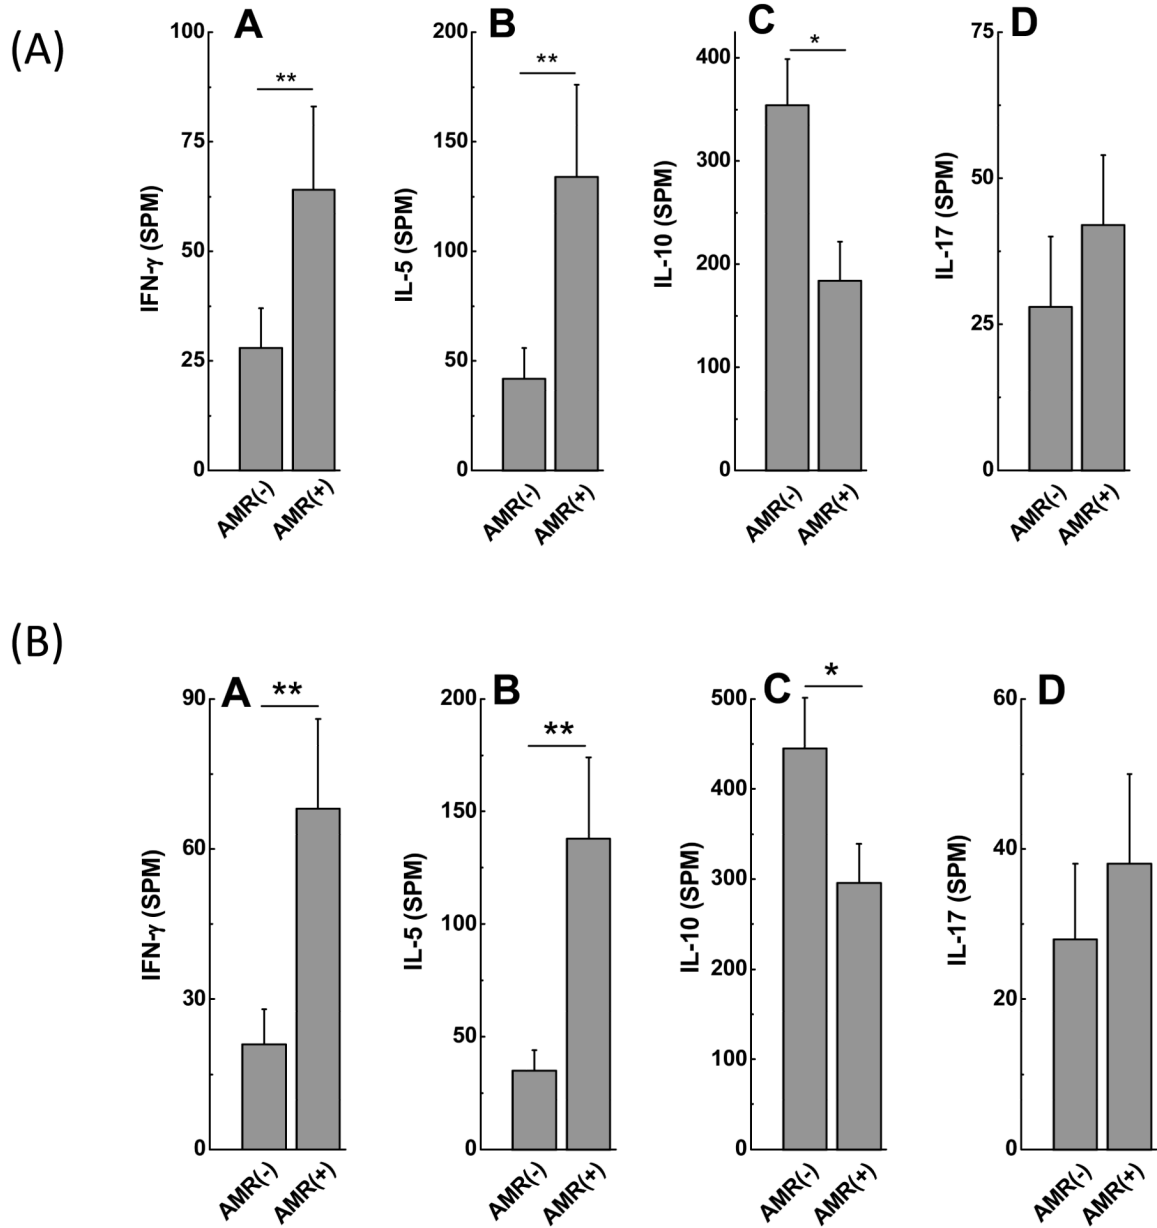 (A)
A
100
75
50
25
0
IFN-γ (SPM)
**
AMR(-)
AMR(+)
B
200
150
100
50
0
IL-5 (SPM)
**
AMR(-)
AMR(+)
C
400
300
200
100
0
IL-10 (SPM)
*
AMR(-)
AMR(+)
D
75
50
25
0
IL-17 (SPM)
AMR(-)
AMR(+)
(B)
A
90
60
30
0
IFN-γ (SPM)
**
AMR(-)
AMR(+)
B
200
150
100
50
0
IL-5 (SPM)
**
AMR(-)
AMR(+)
C
500
400
300
200
100
0
IL-10 (SPM)
*
AMR(-)
AMR(+)
D
60
40
20
0
IL-17 (SPM)
AMR(-)
AMR(+)